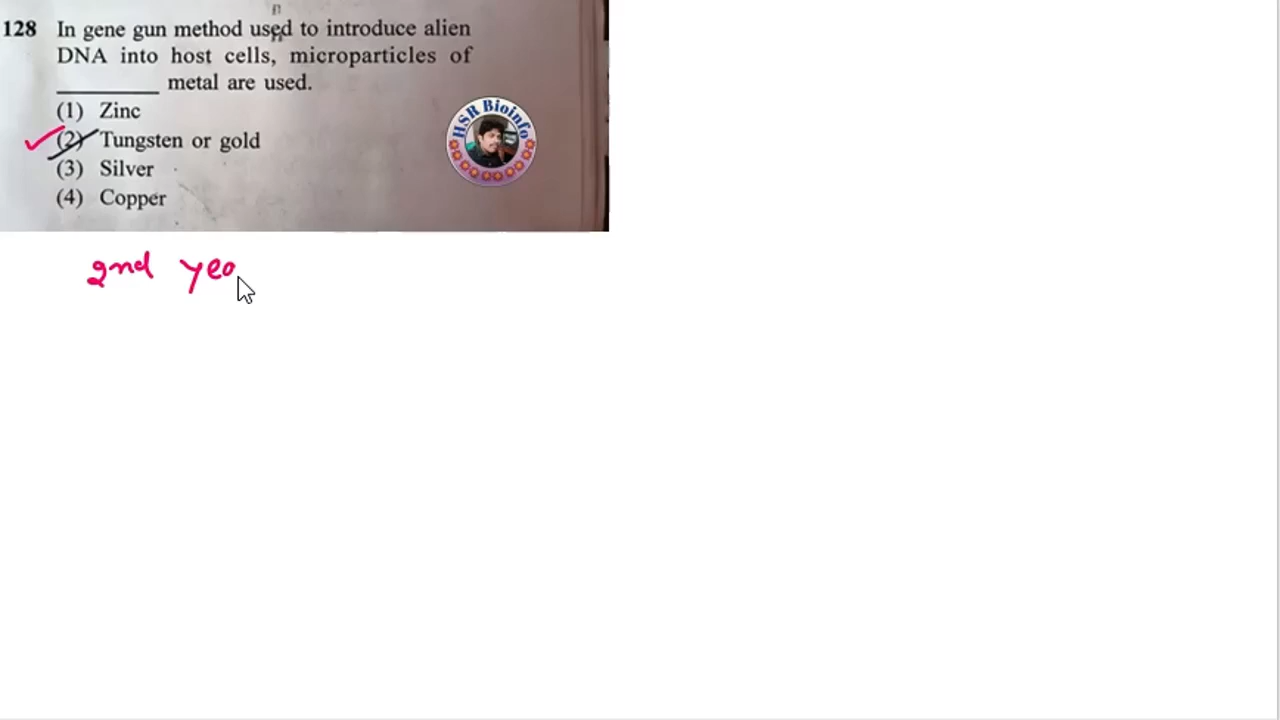 128 In gene gun method used to introduce alien
DNA into host cells, microparticles of
__________ metal are used.
(1) Zinc
(2) Tungsten or gold
(3) Silver
(4) Copper
HSR Bioinfo
2nd yea